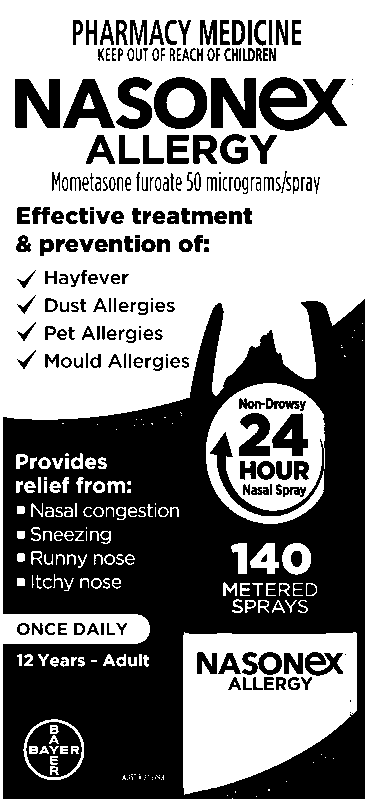 PHARMACY MEDICINE
KEEP OUT OF REACH OF CHILDREN
NASONEX
ALLERGY
Mometasone furoate 50 micrograms/spray
Effective treatment
& prevention of:
✓ Hayfever
✓ Dust Allergies
✓ Pet Allergies
✓ Mould Allergies
Non-Drowsy
24
HOUR
Nasal Spray
Provides
relief from:
▪ Nasal congestion
▪ Sneezing
▪ Runny nose
▪ Itchy nose
140
METERED
SPRAYS
ONCE DAILY
12 Years - Adult
NASONEX
ALLERGY
BAYER
BAYER
AUST R